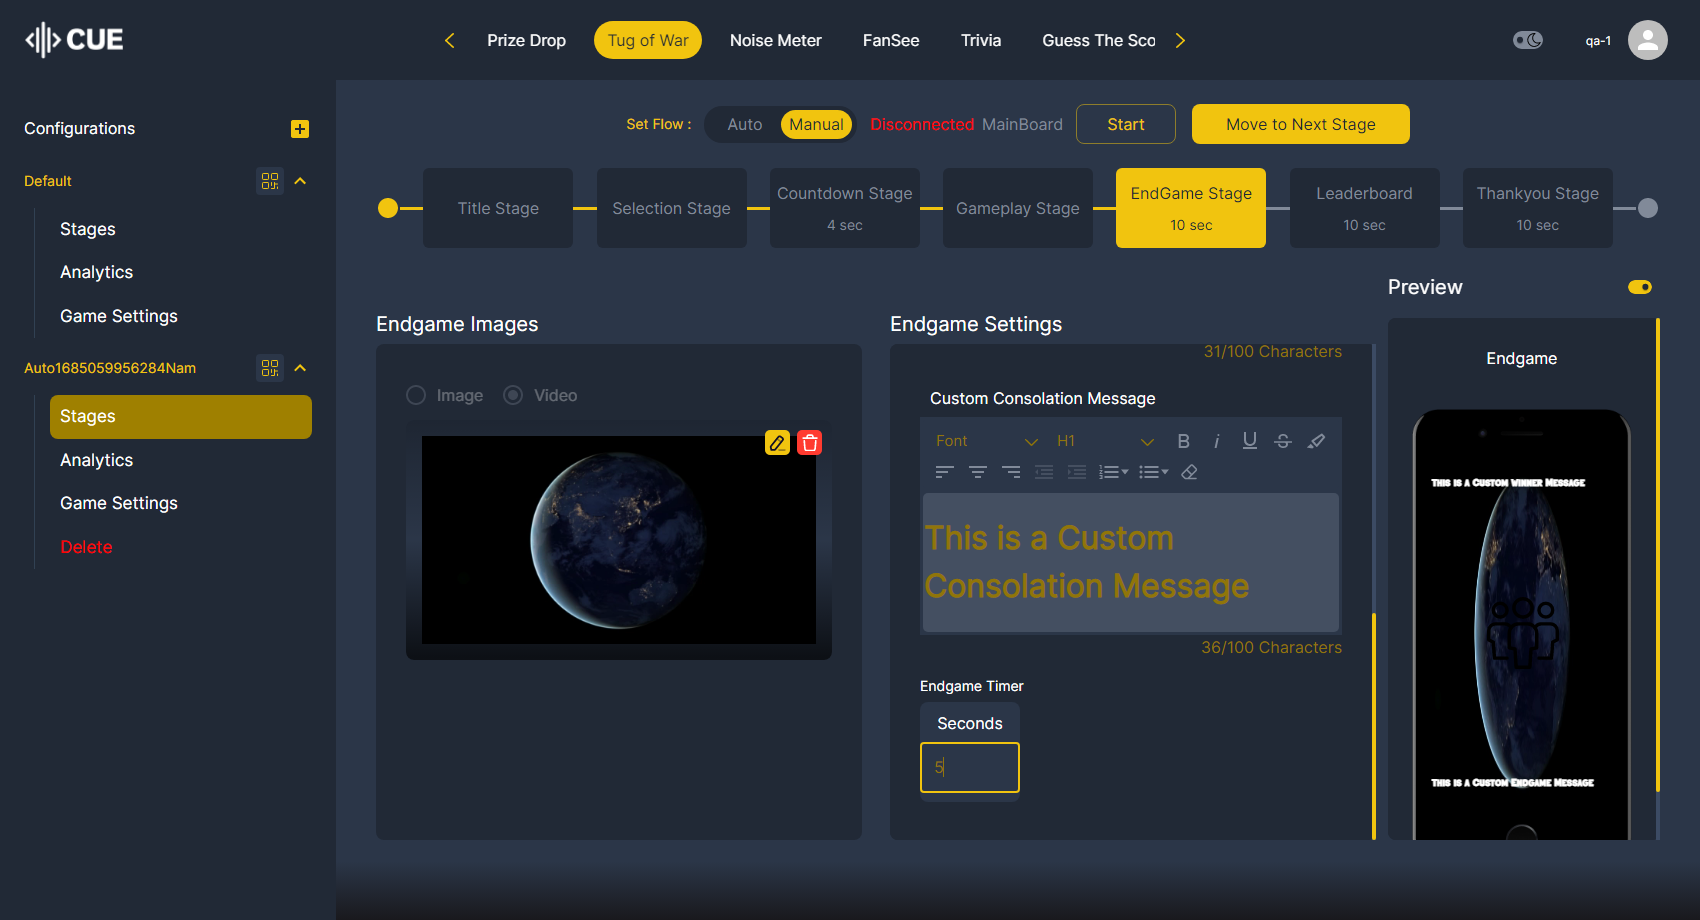 CUE
Prize Drop
Tug of War
Noise Meter
FanSee
Trivia
Guess The Sco
qa-1
Configurations
Default
Stages
Analytics
Game Settings
Auto1685059956284Nam
Stages
Analytics
Game Settings
Delete
Set Flow :
Auto
Manual
Disconnected MainBoard
Start
Move to Next Stage
Title Stage
Selection Stage
Countdown Stage
4 sec
Gameplay Stage
EndGame Stage
10 sec
Leaderboard
10 sec
Thankyou Stage
10 sec
Endgame Images
Image
Video
Endgame Settings
31/100 Characters
Custom Consolation Message
Font
H1
B
i
U
S
This is a Custom
Consolation Message
36/100 Characters
Endgame Timer
Seconds
5
Preview
Endgame
This is a Custom Winner Message
This is a Custom Endgame Message